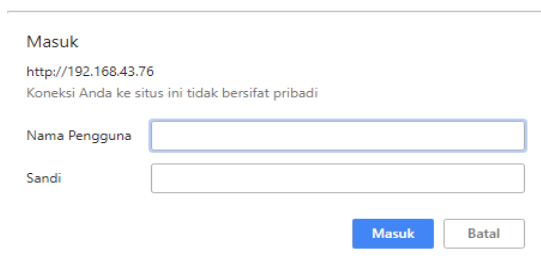 Masuk
http://192.168.43.76
Koneksi Anda ke situs ini tidak bersifat pribadi
Nama Pengguna
Sandi
Masuk Batal